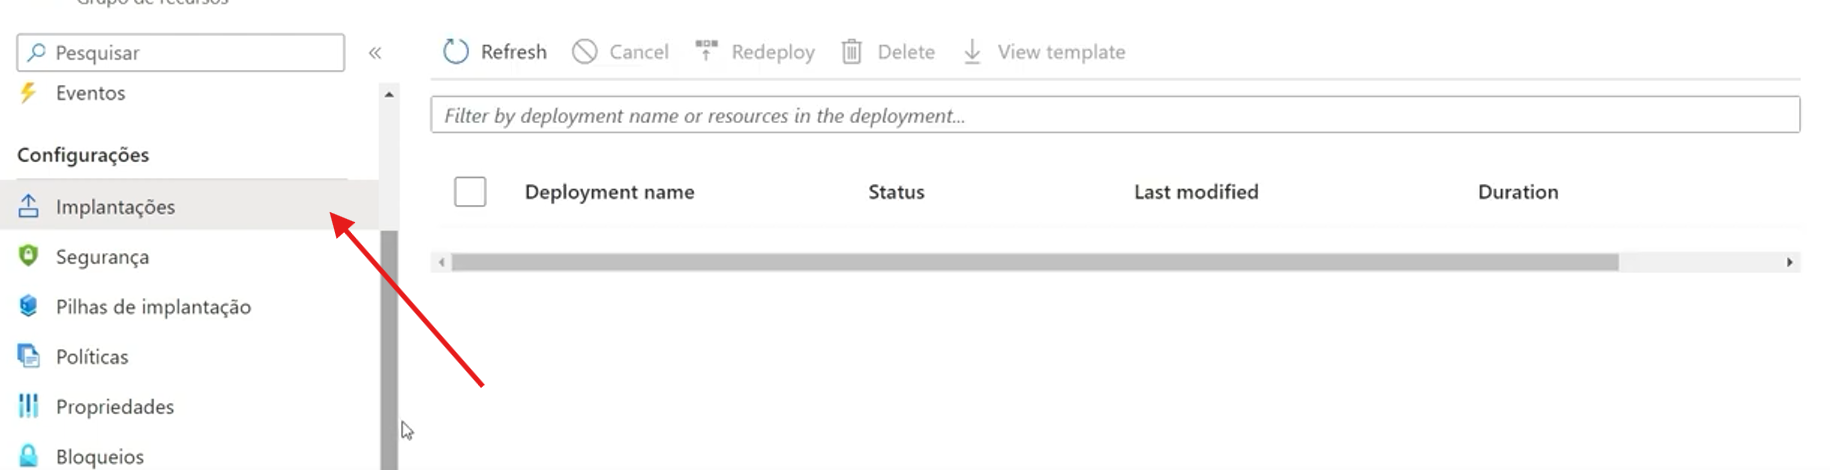 Grupo de recursos
Pesquisar
Refresh Cancel Redeploy Delete View template
Eventos
Filter by deployment name or resources in the deployment...
Configurações
Deployment name Status Last modified Duration
Implantações
Segurança
Pilhas de implantação
Políticas
Propriedades
Bloqueios